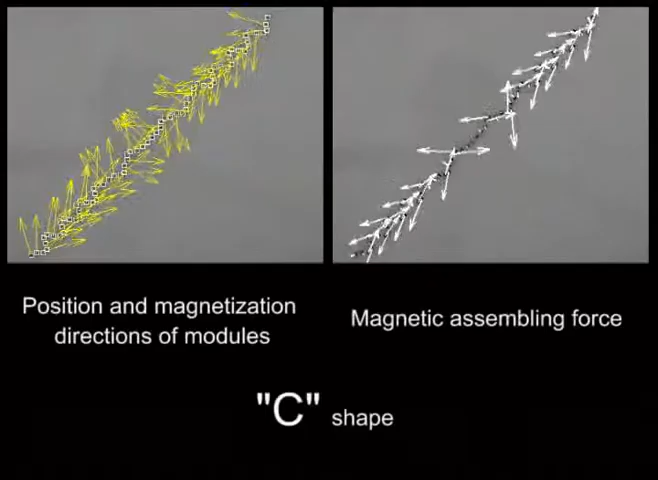 Position and magnetization
directions of modules
Magnetic assembling force
"C" shape